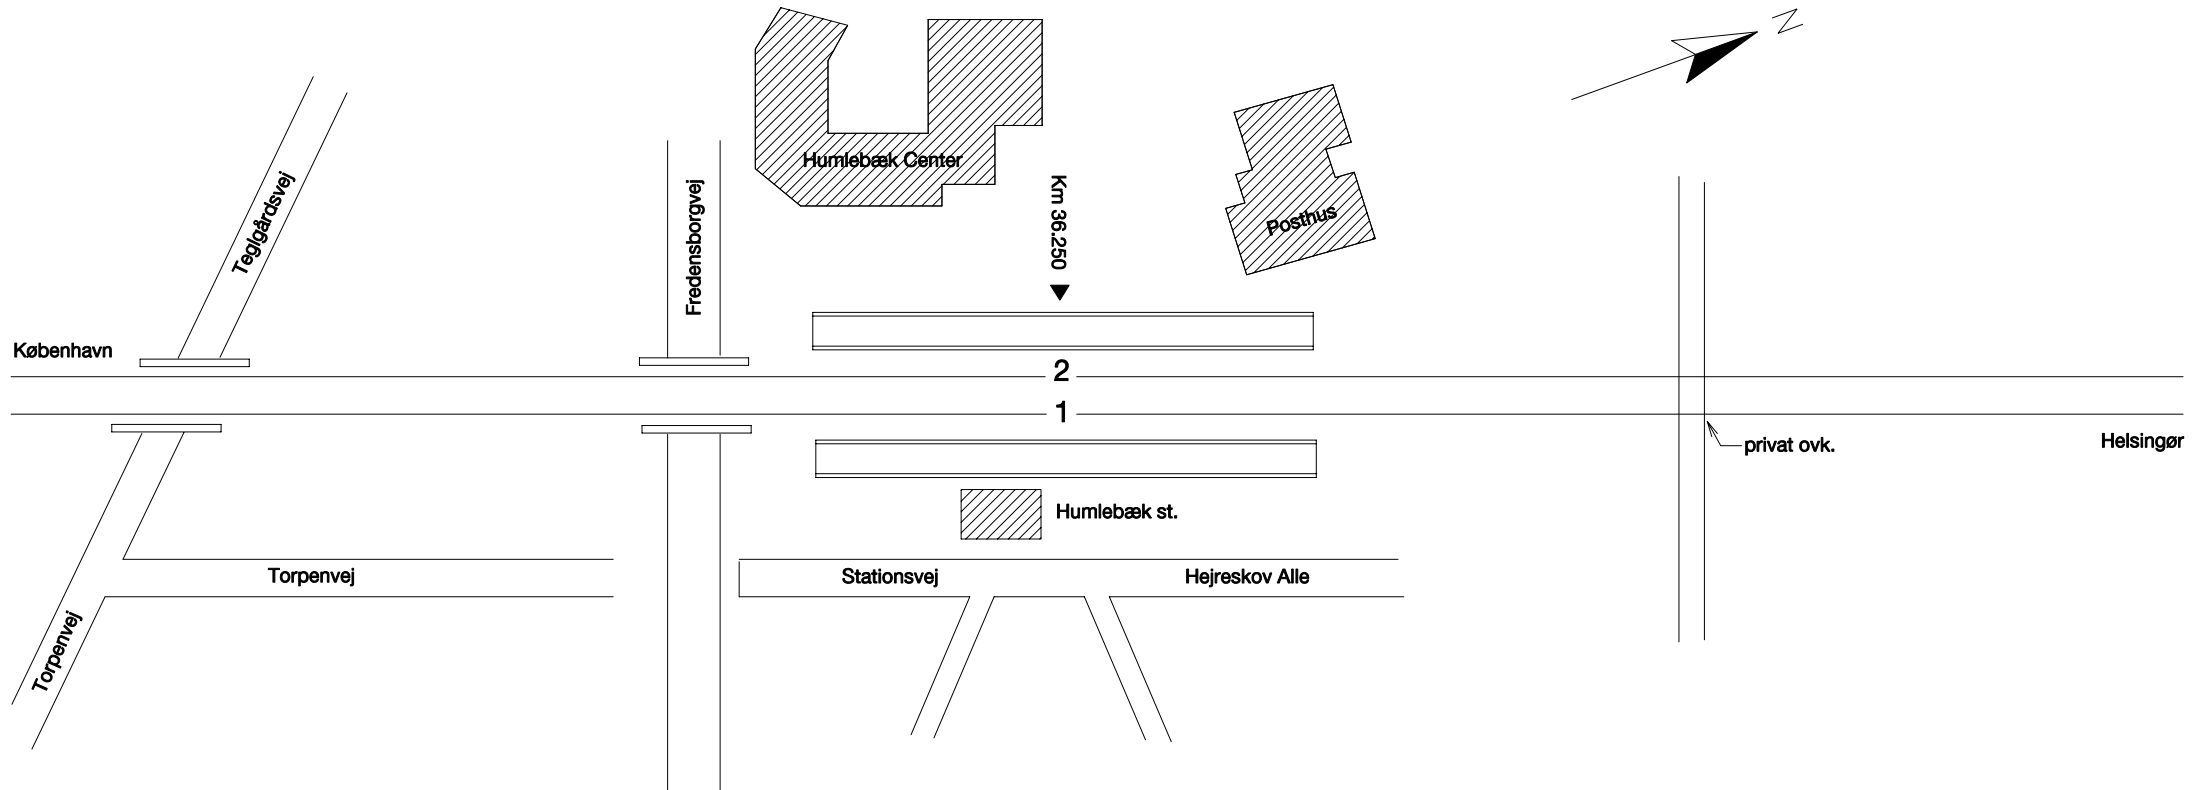 N
Humlebæk Center
Teglgårdsvej
Fredensborgvej
Km 36.250
Posthus
København
2
1
privat ovk.
Helsingør
Humlebæk st.
Torpenvej
Stationsvej
Hejreskov Alle
Torpenvej